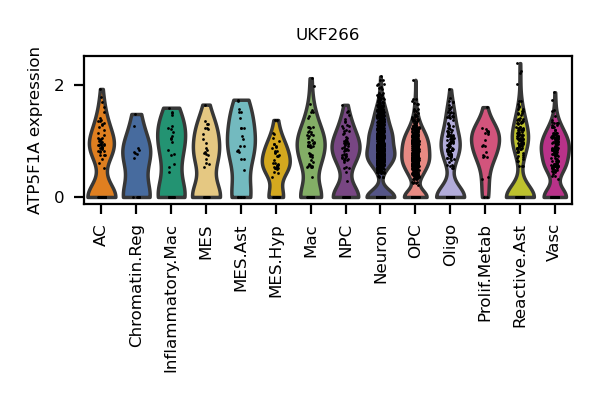 UKF266
ATP5F1A expression
2
0
AC
Chromatin.Reg
Inflammatory.Mac
MES
MES.Ast
MES.Hyp
Mac
NPC
Neuron
OPC
Oligo
Prolif.Metab
Reactive.Ast
Vasc